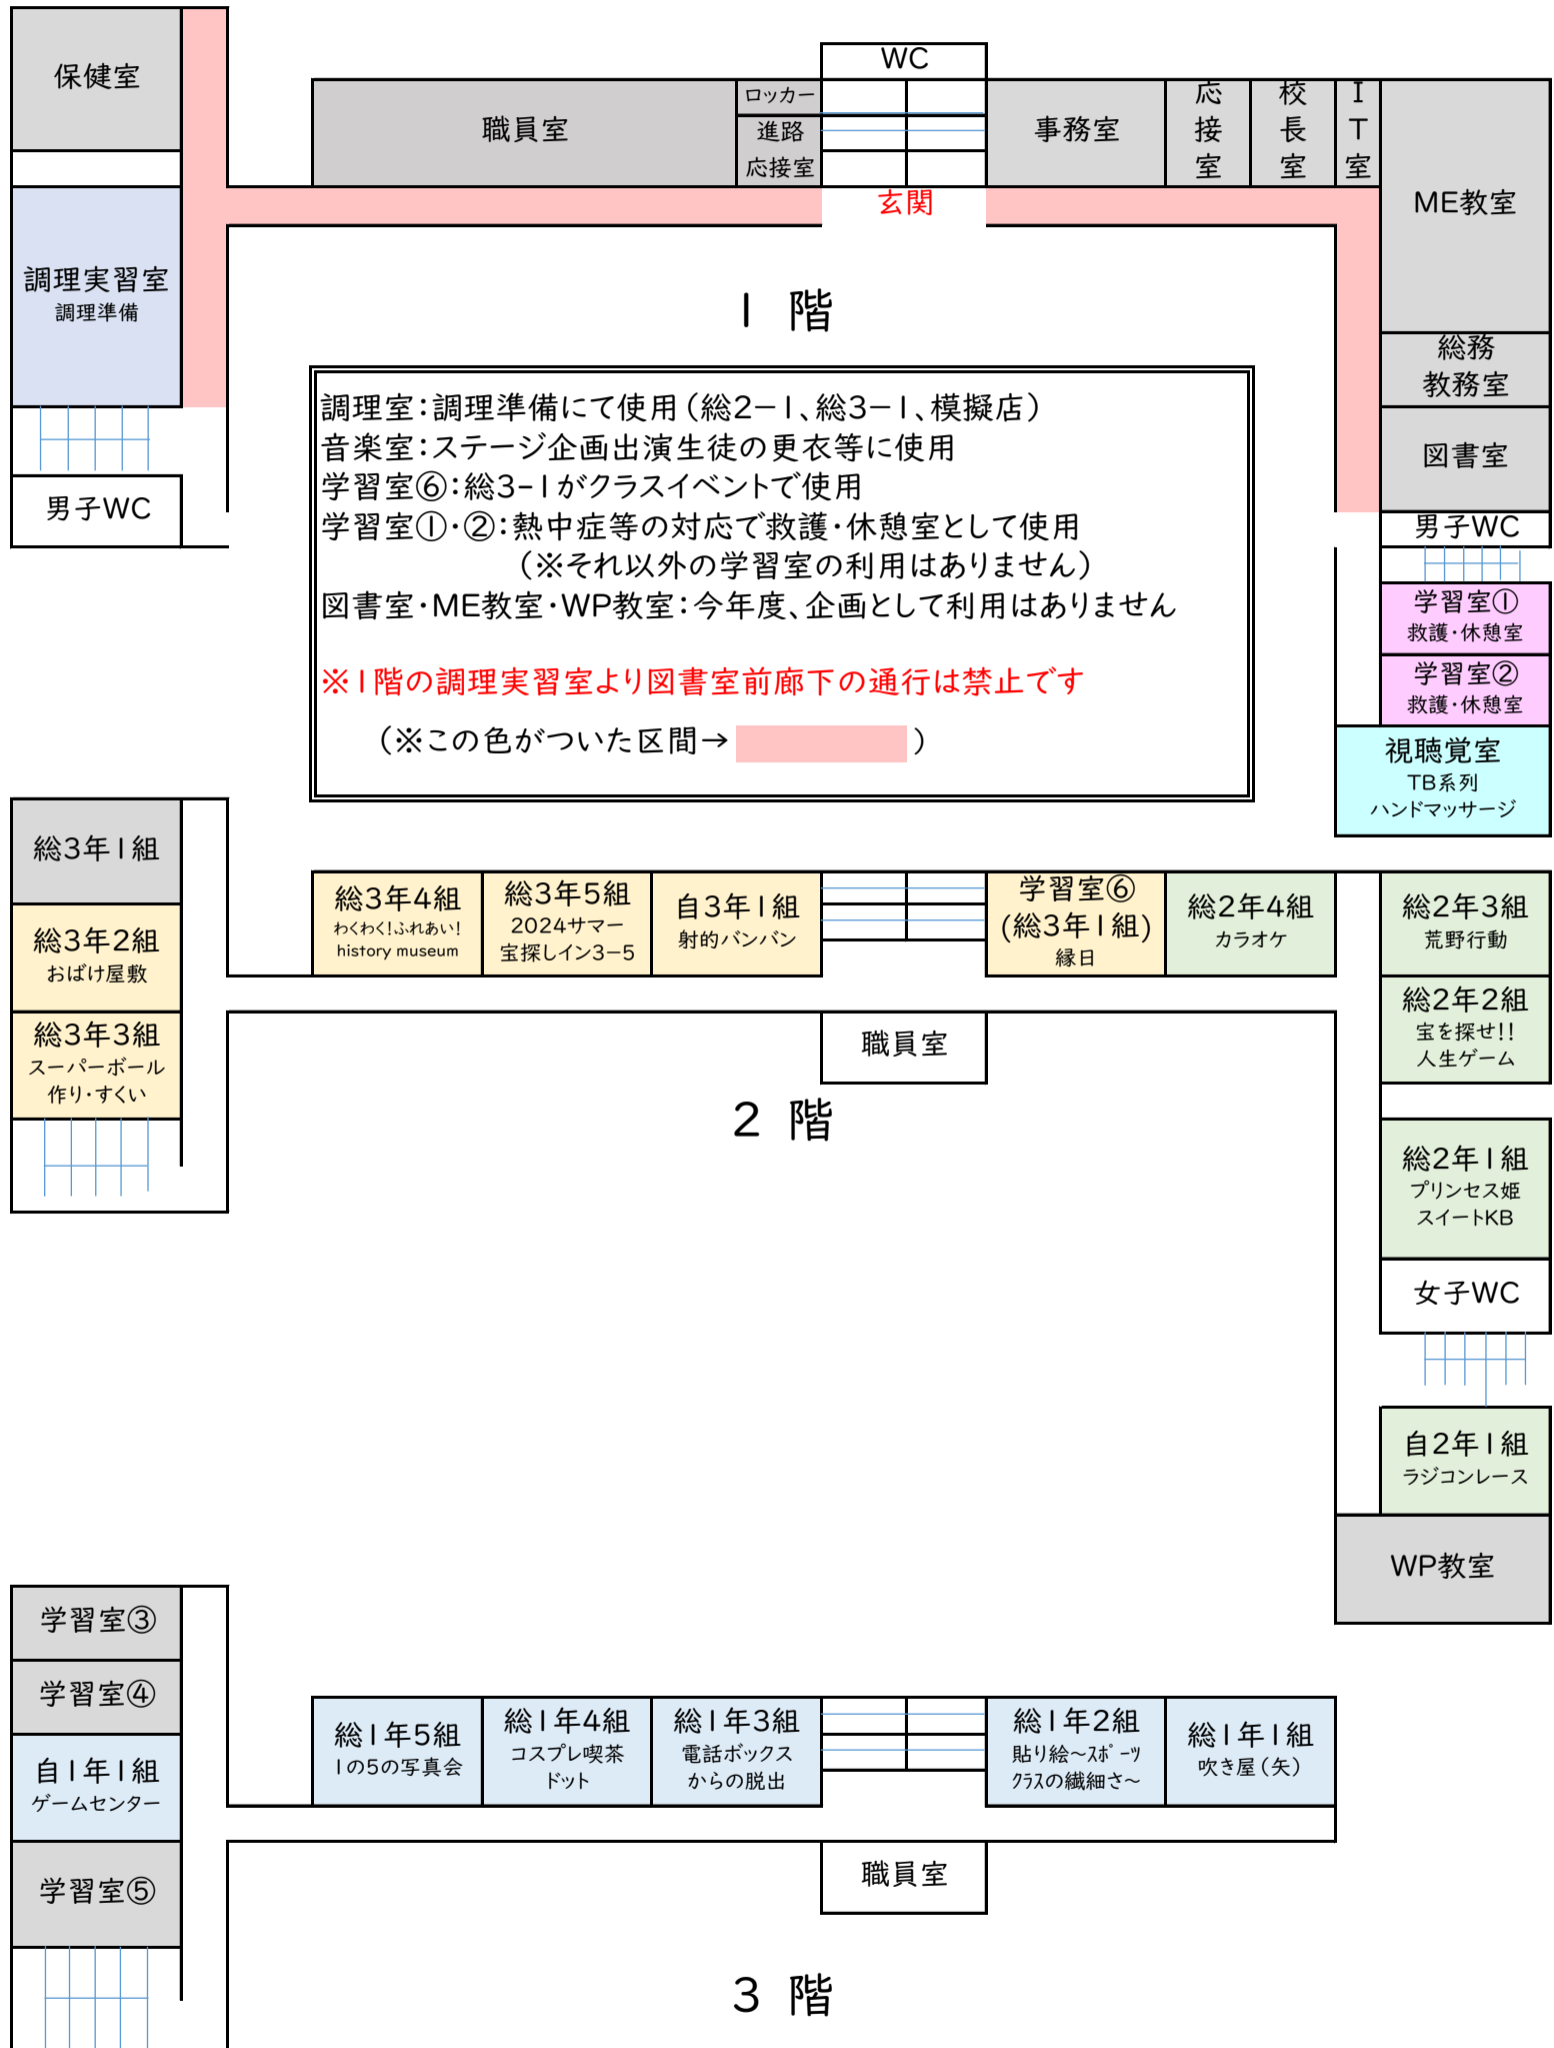 保健室
WC
職員室
ロッカー
進路
応接室
事務室
応接室
校長室
IT室
ME教室
玄関
調理実習室
調理準備
1 階
総務
教務室
図書室
男子WC
男子WC
学習室①
救護・休憩室
学習室②
救護・休憩室
視聴覚室
TB系列
ハンドマッサージ
調理室：調理準備にて使用（総2－1、総3－1、模擬店）
音楽室：ステージ企画出演生徒の更衣等に使用
学習室⑥：総3-1がクラスイベントで使用
学習室①・②：熱中症等の対応で救護・休憩室として使用
（※それ以外の学習室の利用はありません）
図書室・ME教室・WP教室：今年度、企画として利用はありません
※1階の調理実習室より図書室前廊下の通行は禁止です
（※この色がついた区間→　　　）
総3年1組
総3年2組
おばけ屋敷
総3年3組
スーパーボール
作り・すくい
総3年4組
わくわく！ふれあい！
history museum
総3年5組
2024サマー
宝探しイン3－5
自3年1組
射的バンバン
学習室⑥
(総3年1組)
縁日
総2年4組
カラオケ
総2年3組
荒野行動
総2年2組
宝を探せ！！
人生ゲーム
職員室
2 階
総2年1組
プリンセス姫
スイートKB
女子WC
自2年1組
ラジコンレース
WP教室
学習室③
学習室④
自1年1組
ゲームセンター
学習室⑤
総1年5組
1の5の写真会
総1年4組
コスプレ喫茶
ドット
総1年3組
電話ボックス
からの脱出
総1年2組
貼り絵～ｽﾎﾟｰﾂ
ｸﾗｽの繊細さ～
総1年1組
吹き屋（矢）
職員室
3 階